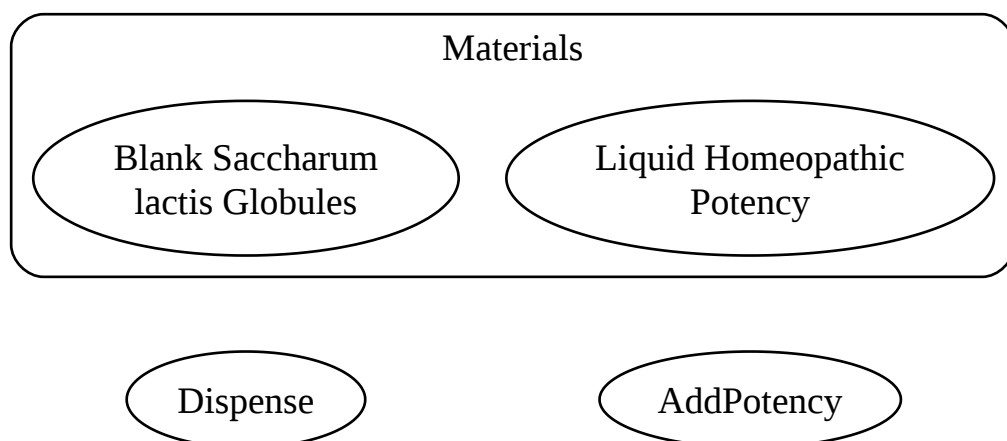 Materials
Blank Saccharum
lactis Globules
Liquid Homeopathic
Potency
Dispense
AddPotency